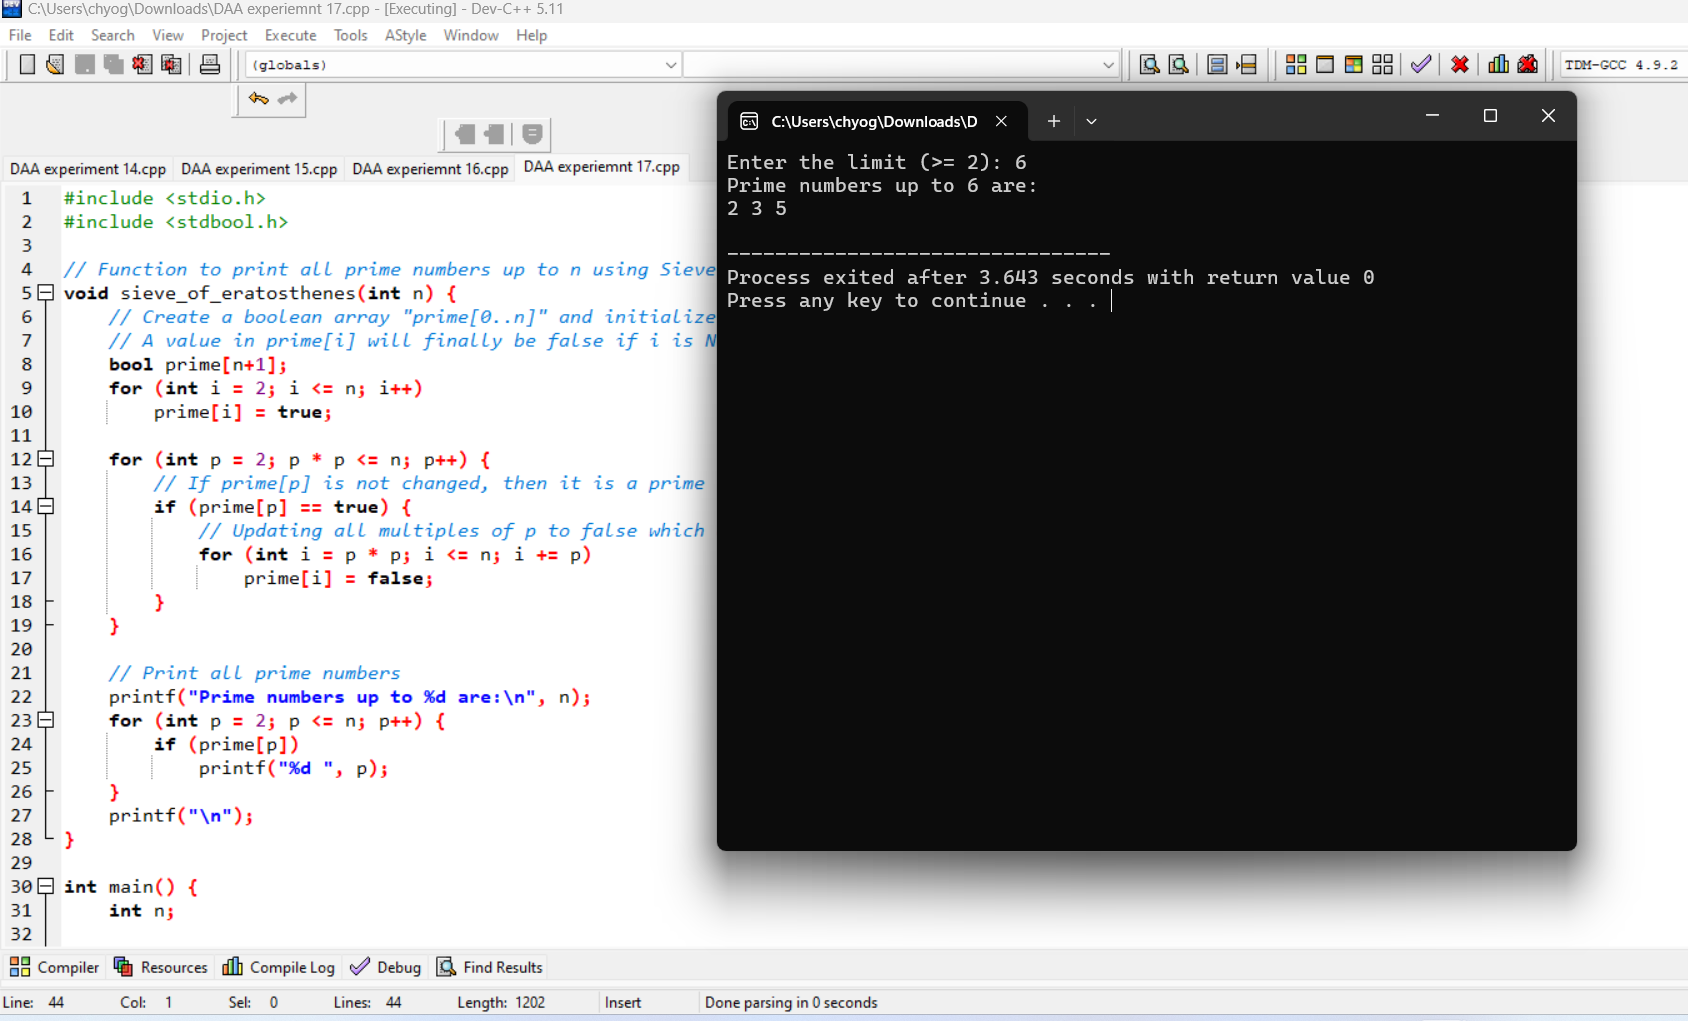 C:\Users\chyog\Downloads\DAA experiemnt 17.cpp - [Executing] - Dev-C++ 5.11
File Edit Search View Project Execute Tools AStyle Window Help
(globals)
TDM-GCC 4.9.2
DAA experiment 14.cpp DAA experiment 15.cpp DAA experiemnt 16.cpp DAA experiemnt 17.cpp
1 #include <stdio.h>
2 #include <stdbool.h>
3
4 // Function to print all prime numbers up to n using Sieve
5 void sieve_of_eratosthenes(int n) {
6 // Create a boolean array "prime[0..n]" and initialize
7 // A value in prime[i] will finally be false if i is N
8 bool prime[n+1];
9 for (int i = 2; i <= n; i++)
10 prime[i] = true;
11
12 for (int p = 2; p * p <= n; p++) {
13 // If prime[p] is not changed, then it is a prime
14 if (prime[p] == true) {
15 // Updating all multiples of p to false which
16 for (int i = p * p; i <= n; i += p)
17 prime[i] = false;
18 }
19 }
20
21 // Print all prime numbers
22 printf("Prime numbers up to %d are:\n", n);
23 for (int p = 2; p <= n; p++) {
24 if (prime[p])
25 printf("%d ", p);
26 }
27 printf("\n");
28 }
29
30 int main() {
31 int n;
32
C:\Users\chyog\Downloads\D
Enter the limit (>= 2): 6
Prime numbers up to 6 are:
2 3 5
--------------------------------
Process exited after 3.643 seconds with return value 0
Press any key to continue . . .
Compiler Resources Compile Log Debug Find Results
Line: 44 Col: 1 Sel: 0 Lines: 44 Length: 1202 Insert Done parsing in 0 seconds